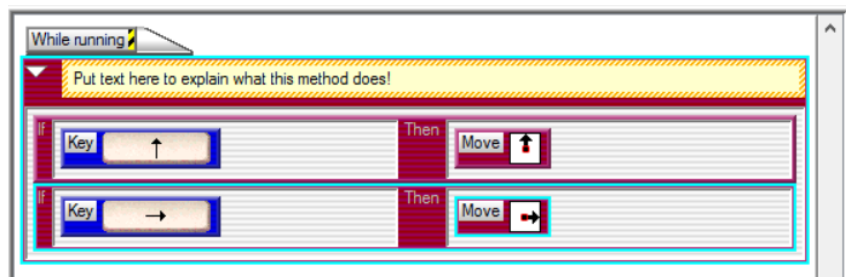 While running
Put text here to explain what this method does!
If Key ↑ Then Move ↑
If Key → Then Move →